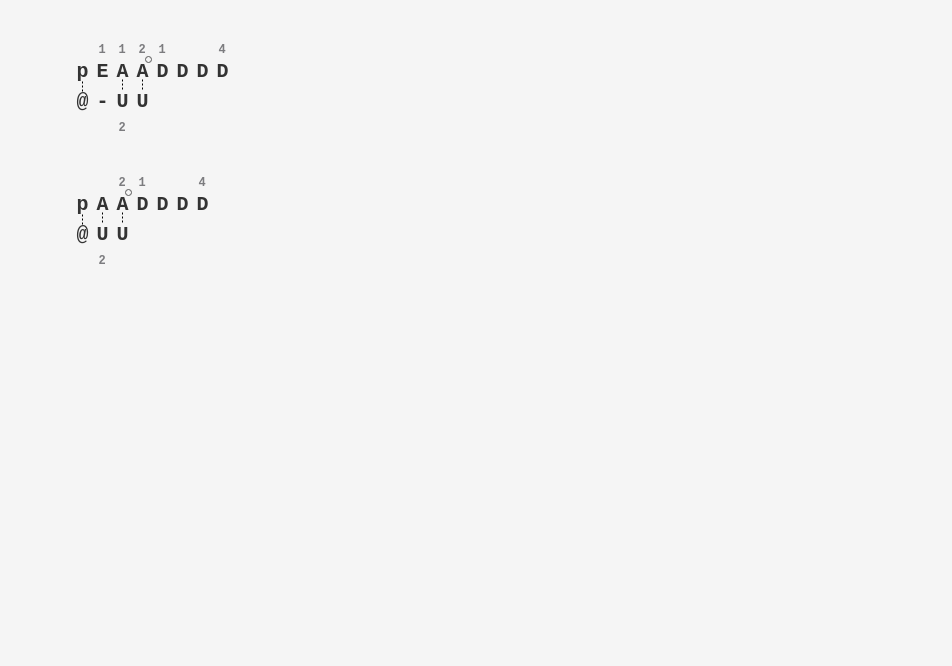 1 1 2 1 4
p E A A D D D D
@ - U U
2
2 1 4
p A A D D D D
@ U U
2